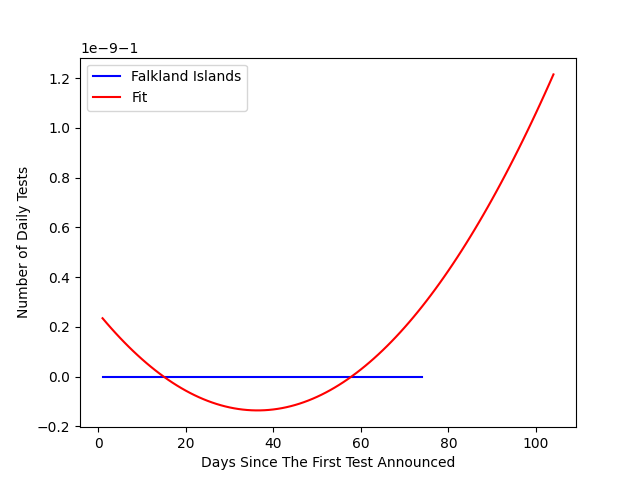 1e−9−1
Falkland Islands
Fit
1.2
1.0
0.8
0.6
0.4
0.2
0.0
−0.2
Number of Daily Tests
0 20 40 60 80 100
Days Since The First Test Announced